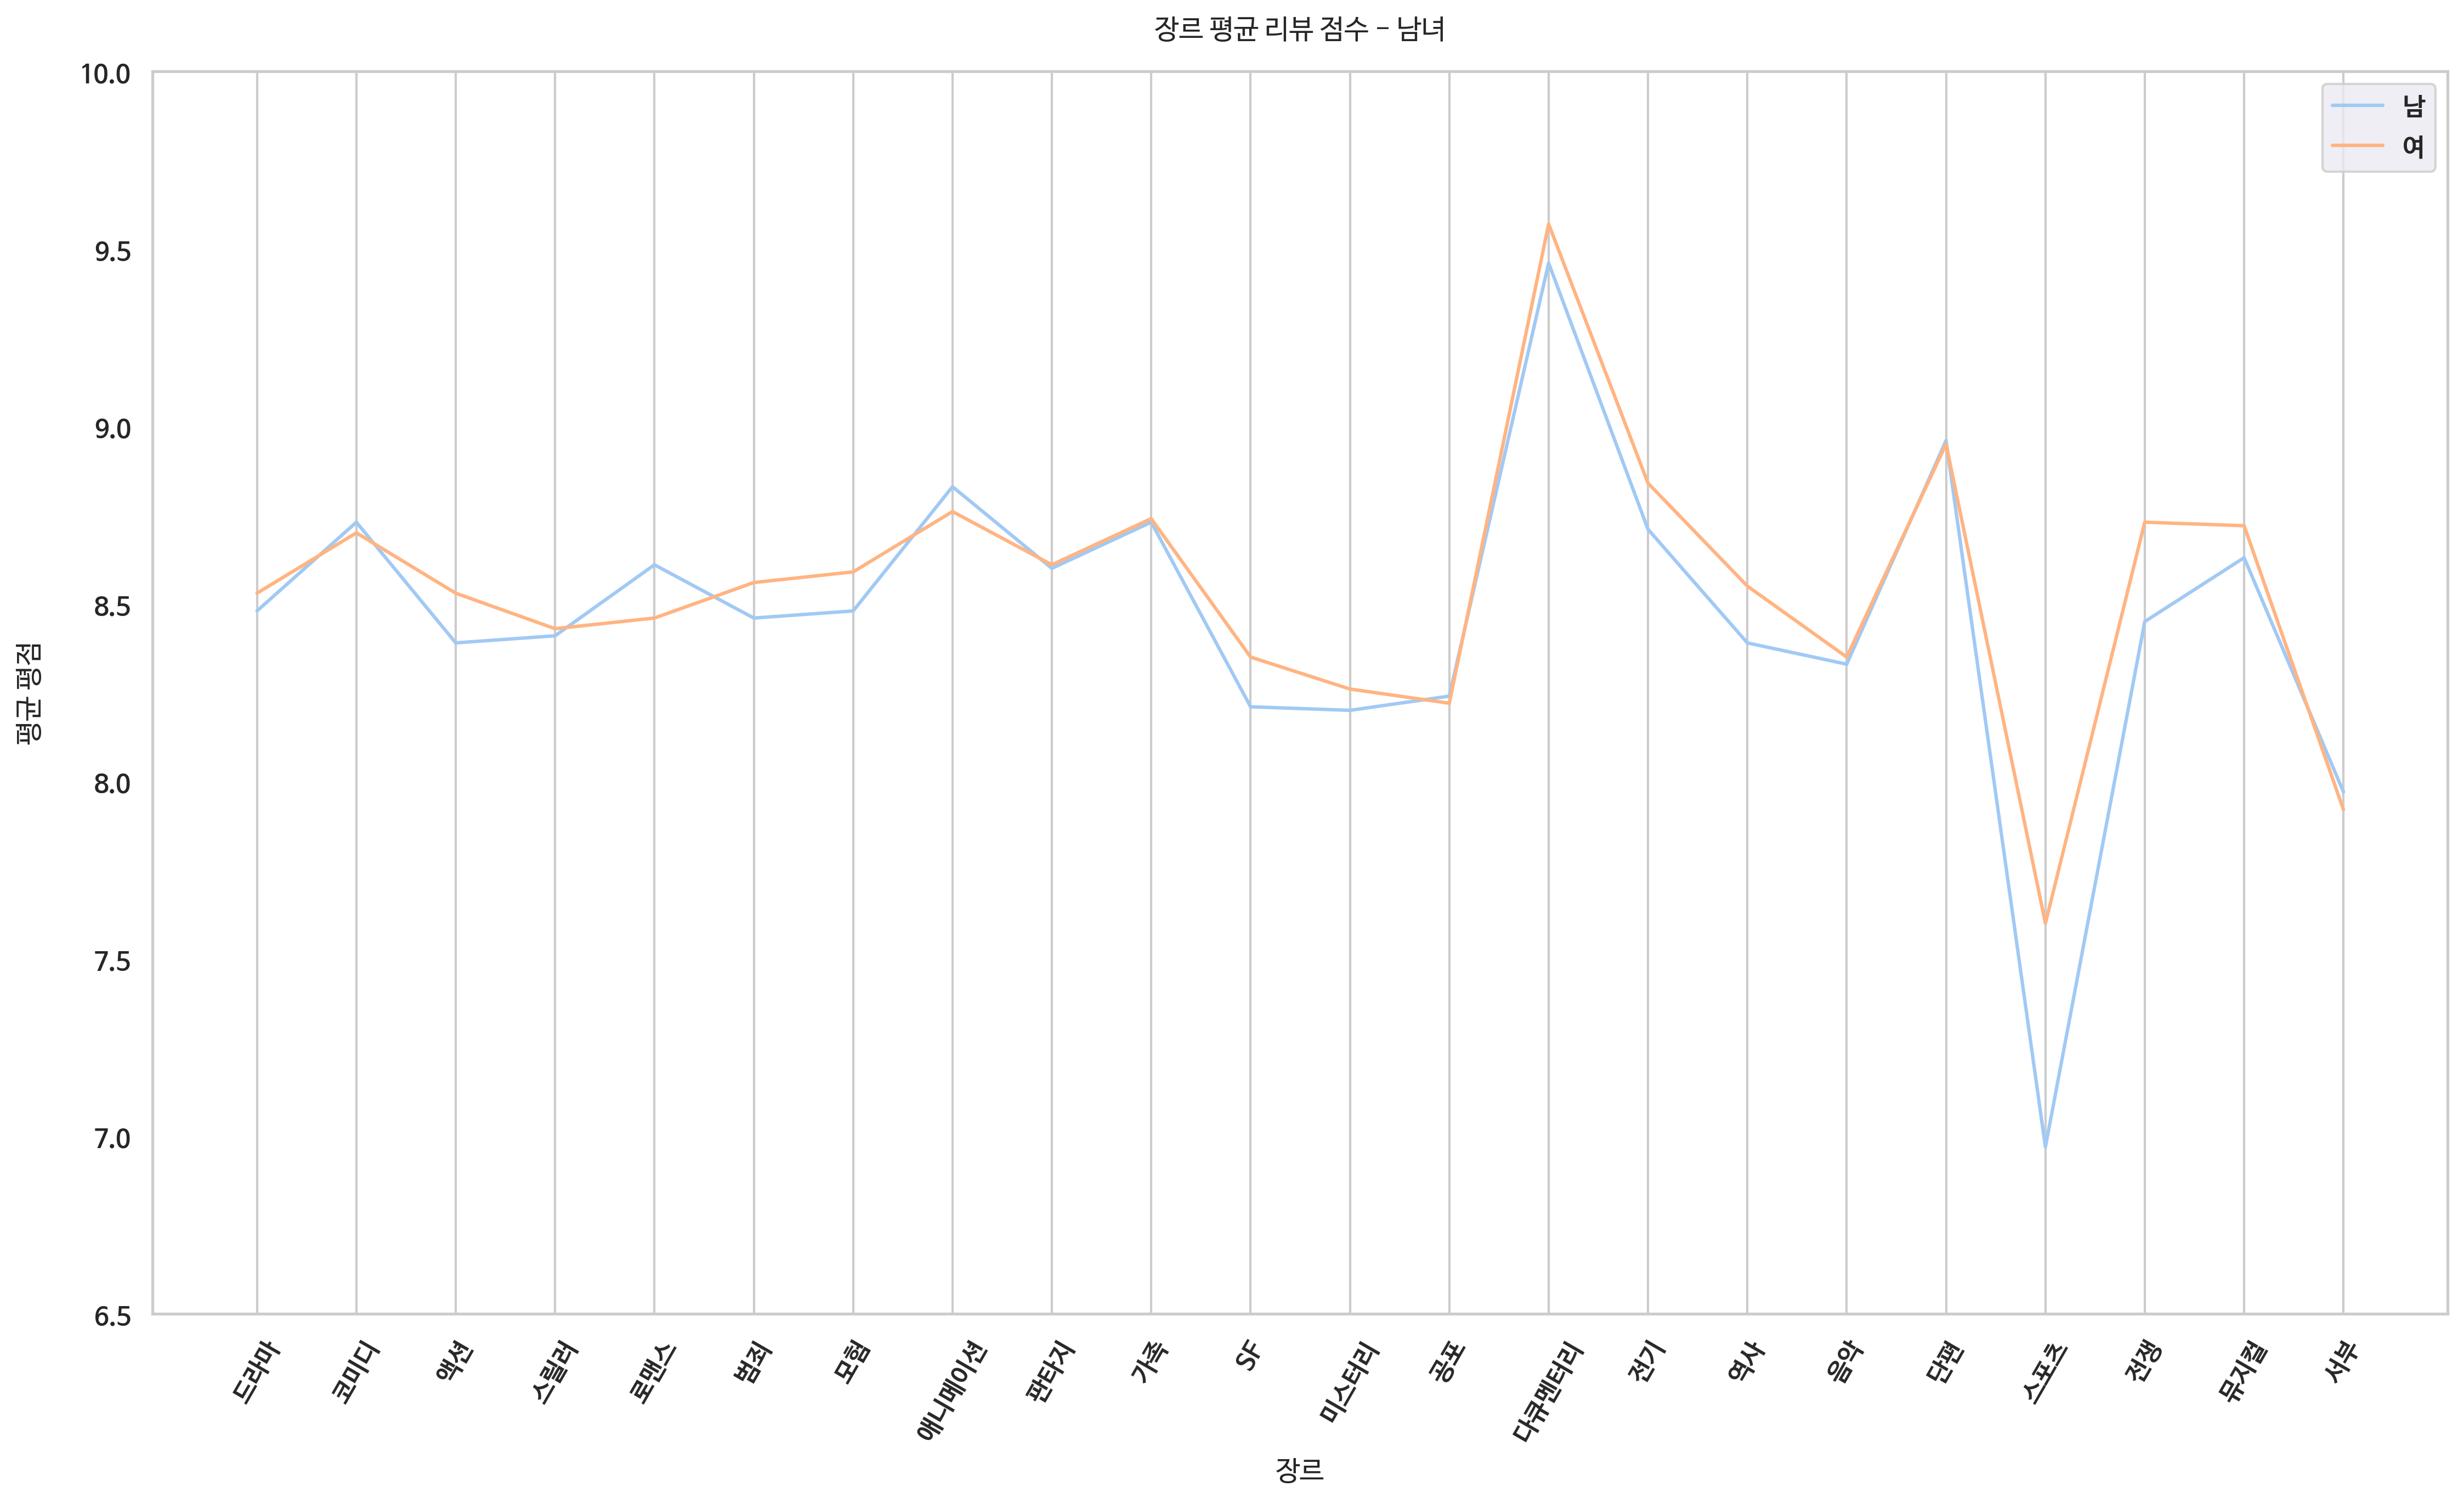 장르 평균 리뷰 점수 - 남녀
남
여
평균 평점
10.0
9.5
9.0
8.5
8.0
7.5
7.0
6.5
드라마
코미디
액션
스릴러
로맨스
범죄
모험
애니메이션
판타지
가족
SF
미스터리
공포
다큐멘터리
전기
역사
음악
단편
스포츠
전쟁
뮤지컬
서부
장르